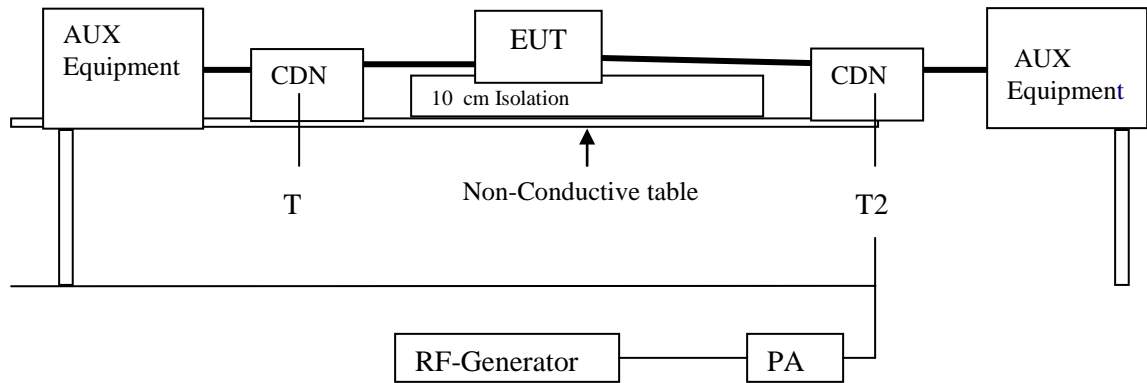 AUX
Equipment
CDN
EUT
10 cm Isolation
CDN
AUX
Equipment
Non-Conductive table
T
T2
RF-Generator
PA